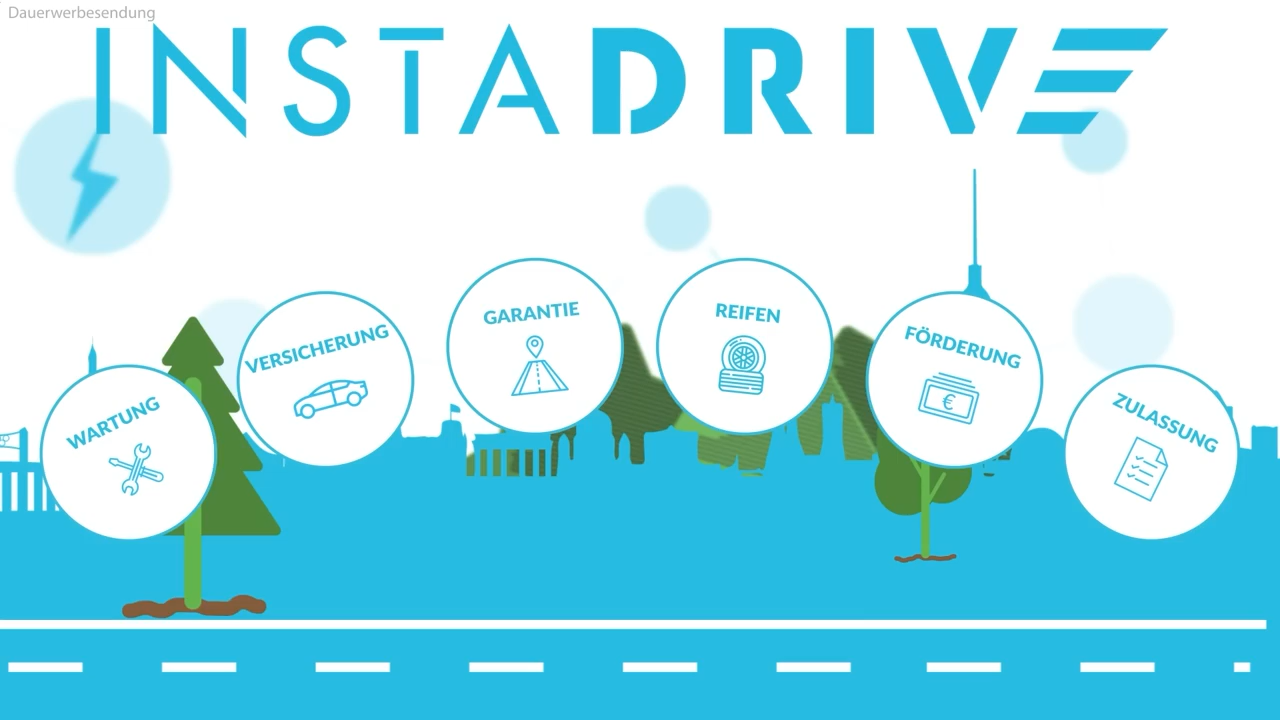 Dauerwerbesendung
INSTADRIVE
WARTUNG
VERSICHERUNG
GARANTIE
REIFEN
FÖRDERUNG
€
ZULASSUNG